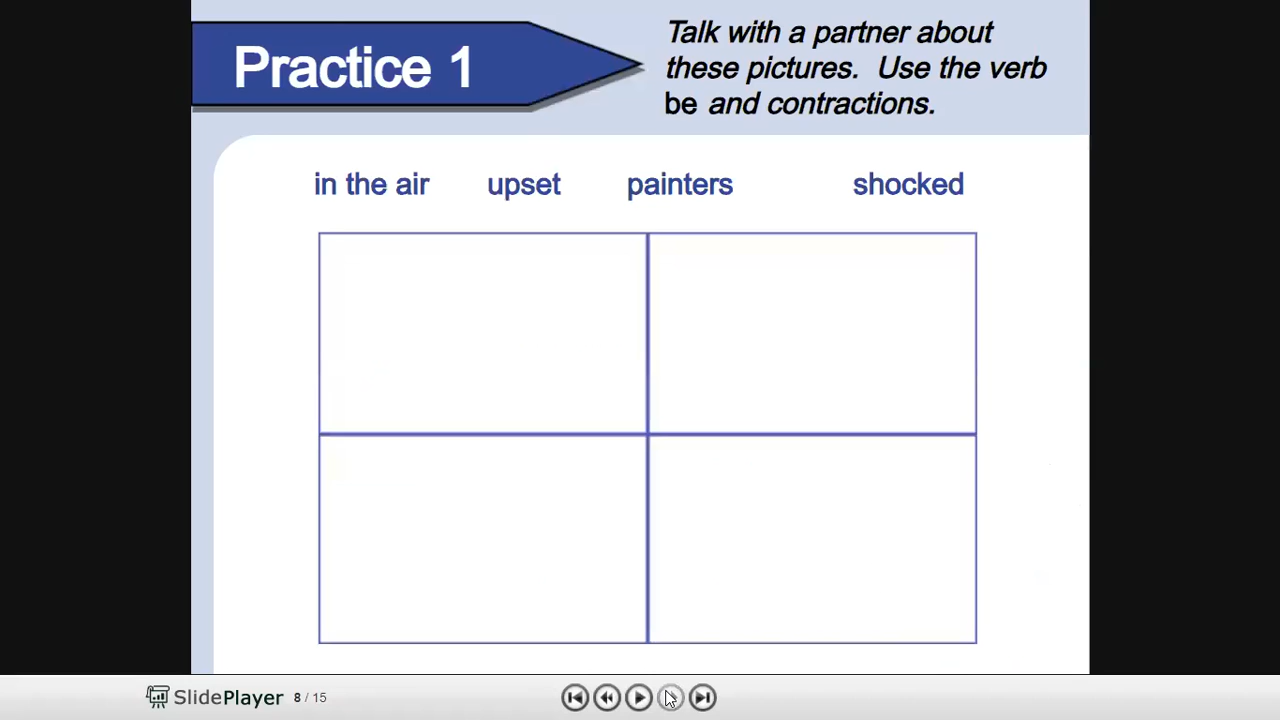 Practice 1
Talk with a partner about
these pictures. Use the verb
be and contractions.
in the air upset painters shocked
SlidePlayer 8 / 15